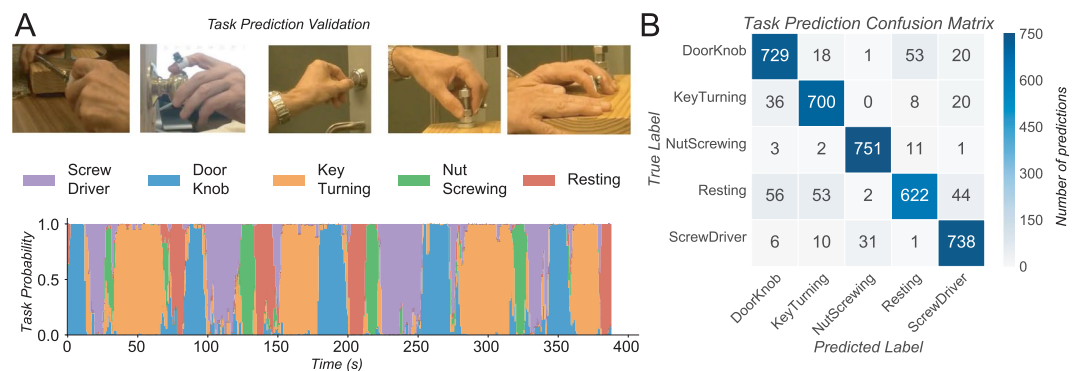 A
Task Prediction Validation
Screw
Driver
Door
Knob
Key
Turning
Nut
Screwing
Resting
Task Probability
1.0
0.5
0.0
0
50
100
150
200
250
300
350
400
Time (s)
B
Task Prediction Confusion Matrix
True Label
DoorKnob 729 18 1 53 20
KeyTurning 36 700 0 8 20
NutScrewing 3 2 751 11 1
Resting 56 53 2 622 44
ScrewDriver 6 10 31 1 738
DoorKnob
KeyTurning
NutScrewing
Resting
ScrewDriver
Predicted Label
750
600
450
300
150
0
Number of predictions